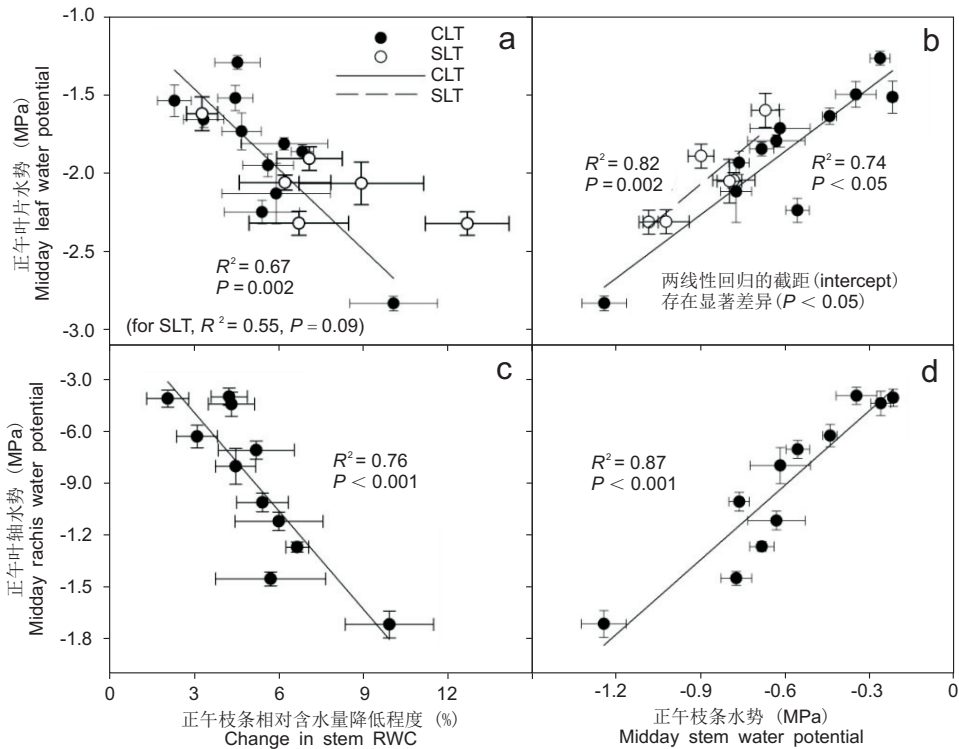 -1.0
-1.5
-2.0
-2.5
-3.0
正午叶片水势 (MPa)
Midday leaf water potential
a
CLT
SLT
CLT
SLT
R² = 0.67
P = 0.002
(for SLT, R² = 0.55, P = 0.09)
b
R² = 0.82
P = 0.002
R² = 0.74
P < 0.05
两线性回归的截距(intercept)
存在显著差异(P < 0.05)
-3.0
-6.0
-9.0
-1.2
-1.5
-1.8
正午叶轴水势 (MPa)
Midday rachis water potential
c
R² = 0.76
P < 0.001
d
R² = 0.87
P < 0.001
0 3 6 9 12
正午枝条相对含水量降低程度 (%)
Change in stem RWC
-1.2 -0.9 -0.6 -0.3
正午枝条水势 (MPa)
Midday stem water potential